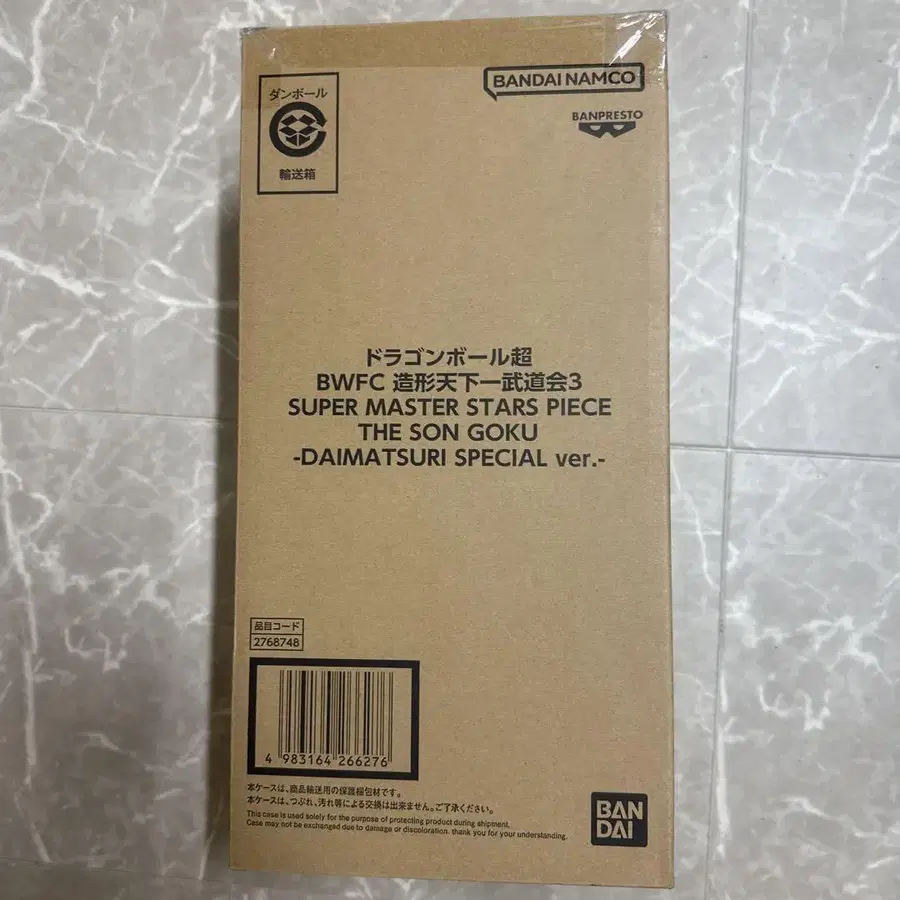 ダンボール
輸送箱
BANDAI NAMCO
BANPRESTO
ドラゴンボール超
BWFC 造形天下一武道会3
SUPER MASTER STARS PIECE
THE SON GOKU
-DAIMATSURI SPECIAL ver.-
品目コード
2768748
4 983164 266276
本ケースは、商品輸送用の保護梱包材です。
本ケースは、つぶれ、汚れ等による交換は出来ません。ご了承ください。
This case is used solely for the purpose of protecting product during shipment.
Case may not be exchanged due to damage or discoloration. thank you for your understanding.
BAN
DAI